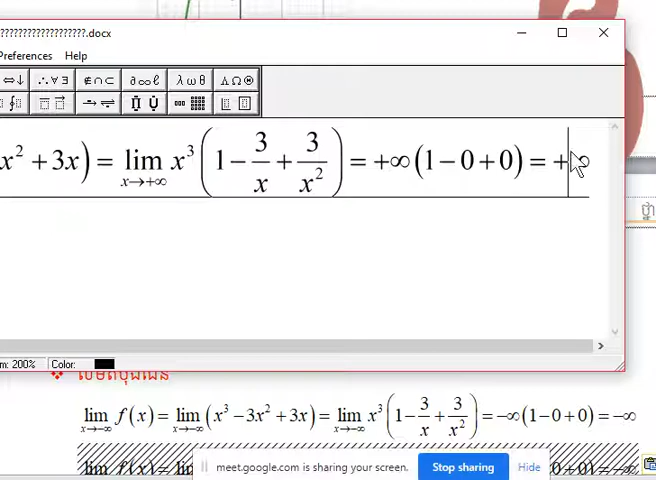 ??????????????????.docx
Preferences Help
x² + 3x) = lim x→+∞ x³ (1 − 3/x + 3/x²) = +∞(1 − 0 + 0) = +∞
200% Color:
lim x→−∞ f(x) = lim x→−∞ (x³ − 3x² + 3x) = lim x→−∞ x³ (1 − 3/x + 3/x²) = −∞(1 − 0 + 0) = −∞
meet.google.com is sharing your screen. Stop sharing Hide